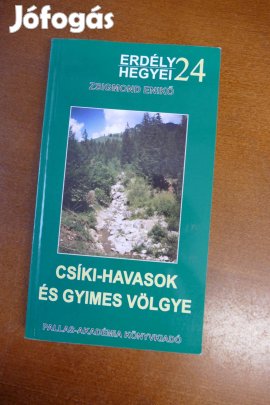 Jófogás
ERDÉLY
HEGYEI 24
ZSIGMOND ENIKŐ
CSÍKI-HAVASOK
ÉS GYIMES VÖLGYE
PALLAS-AKADÉMIA KÖNYVKIADÓ